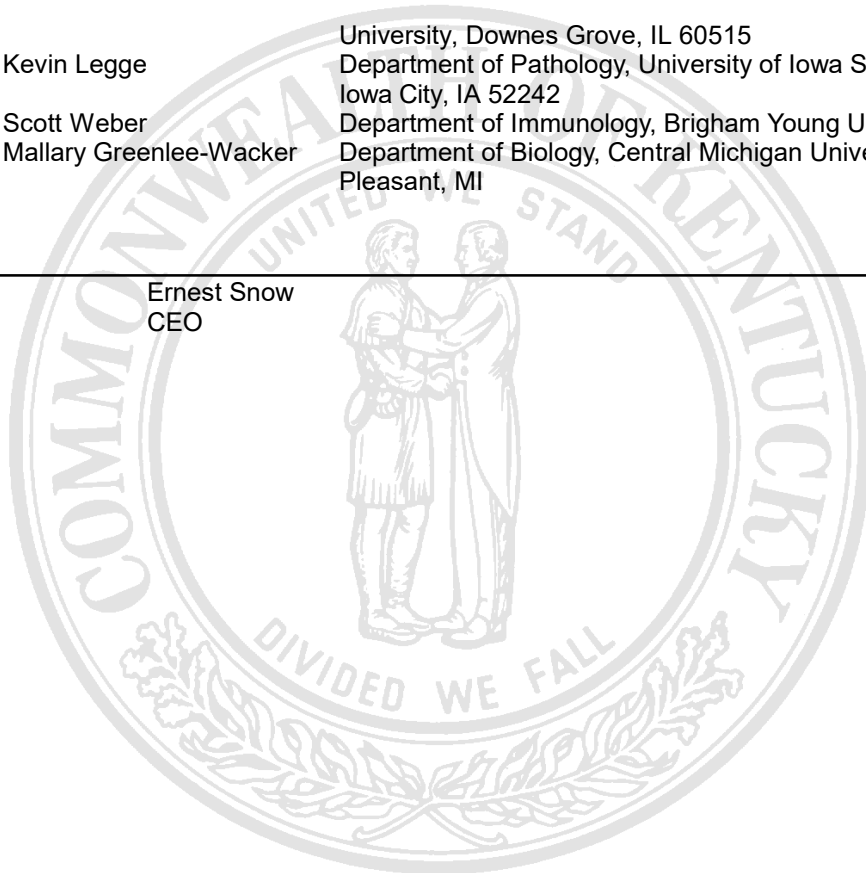 University, Downes Grove, IL 60515
Kevin Legge Department of Pathology, University of Iowa S
Iowa City, IA 52242
Scott Weber Department of Immunology, Brigham Young U
Mallary Greenlee-Wacker Department of Biology, Central Michigan Unive
Pleasant, MI
Ernest Snow
CEO
COMMONWEALTH OF KENTUCKY
UNITED WE STAND
DIVIDED WE FALL